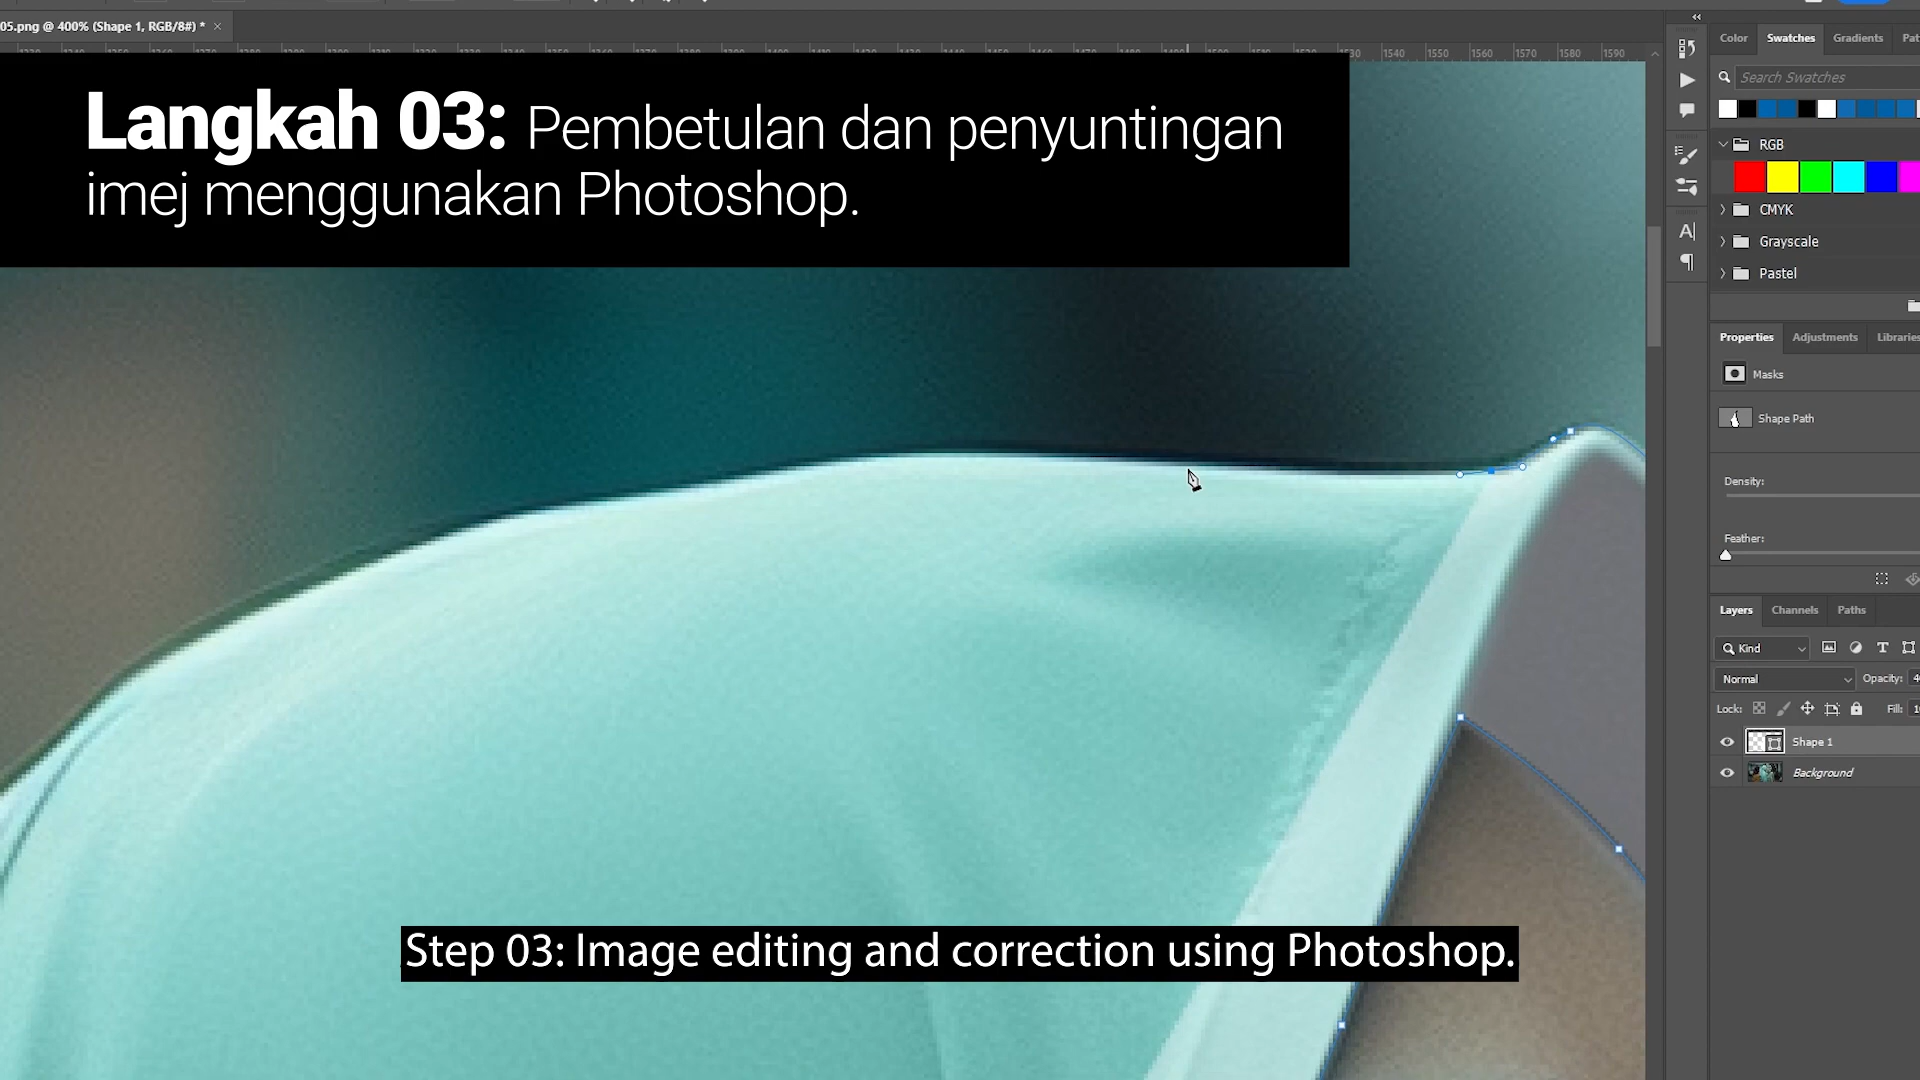 05.png @ 400% (Shape 1, RGB/8#) *
Color Swatches Gradients
Langkah 03: Pembetulan dan penyuntingan
imej menggunakan Photoshop.
Search Swatches
RGB
CMYK
Grayscale
Pastel
Properties Adjustments Libraries
Masks
Shape Path
Density:
Feather:
Layers Channels Paths
Kind
Normal Opacity:
Lock: Fill:
Shape 1
Background
Step 03: Image editing and correction using Photoshop.